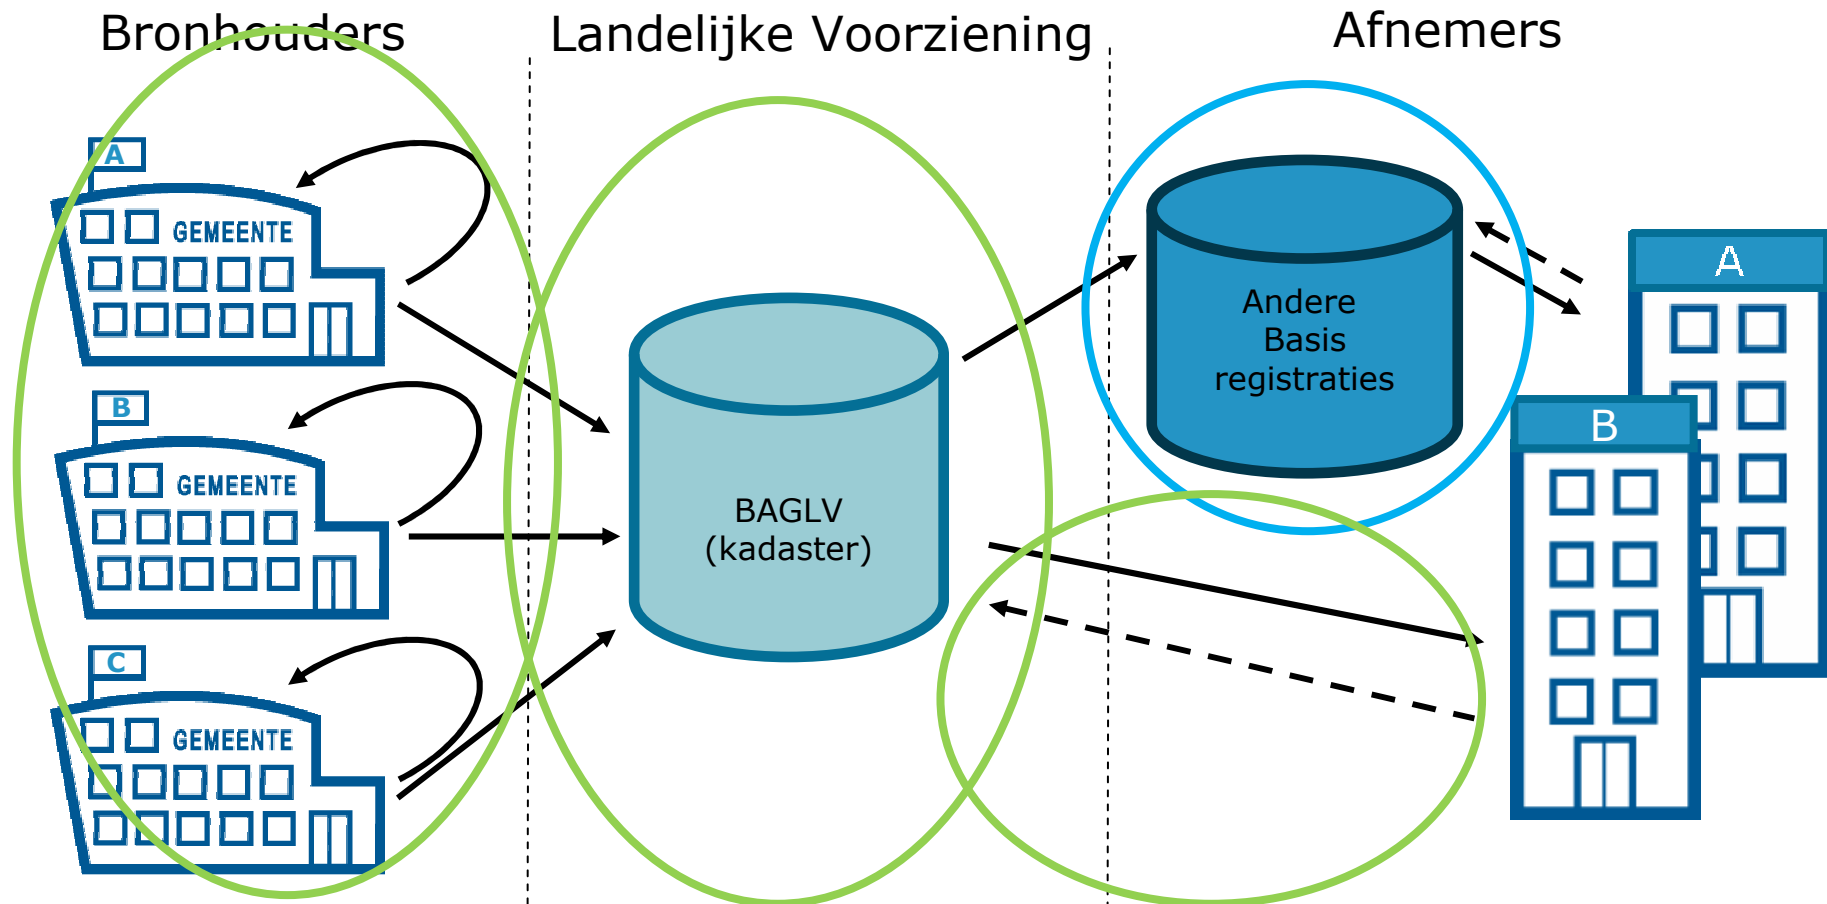 Bronhouders
Landelijke Voorziening
Afnemers
A
GEMEENTE
B
GEMEENTE
C
GEMEENTE
BAGLV
(kadaster)
Andere
Basis
registraties
A
B